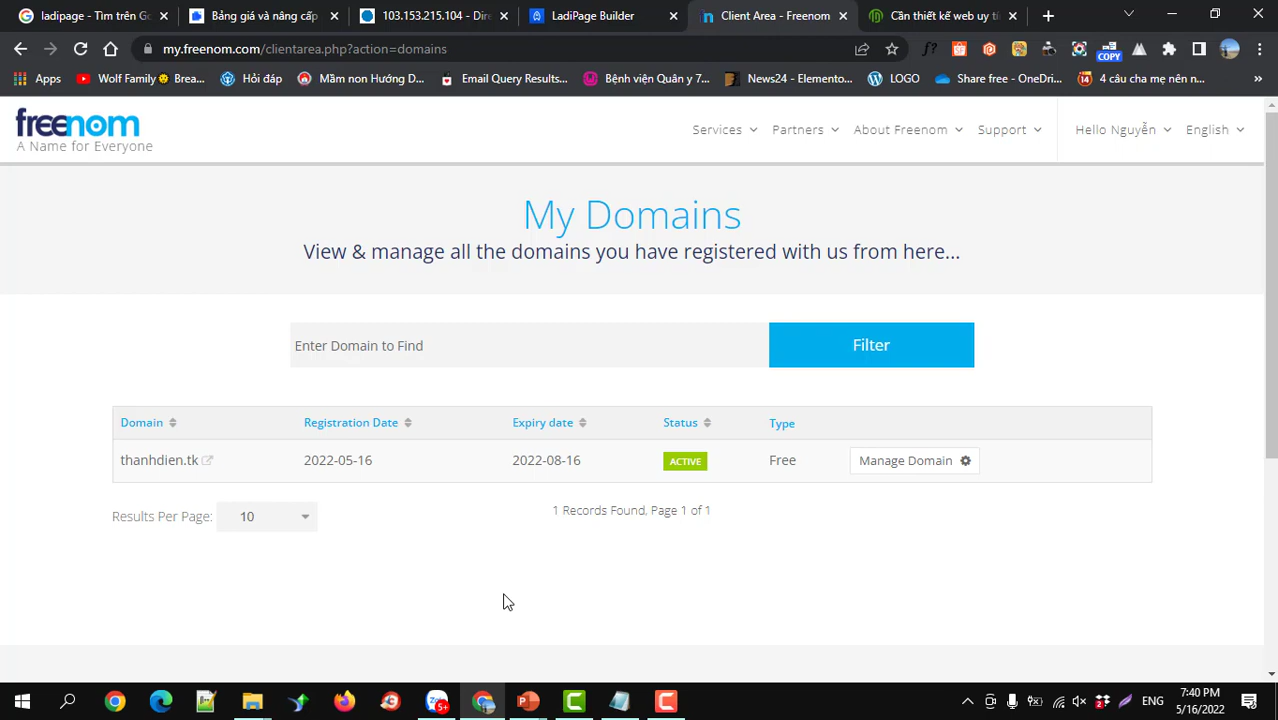 ladipage - Tìm trên Go
Bảng giá và nâng cấp
103.153.215.104 - Dire
LadiPage Builder
Client Area - Freenom
Cần thiết kế web uy tí
my.freenom.com/clientarea.php?action=domains
COPY
Apps
Wolf Family Brea...
Hỏi đáp
Mầm non Hướng D...
Email Query Results...
Bệnh viện Quân y 7...
News24 - Elemento...
LOGO
Share free - OneDri...
4 câu cha mẹ nên n...
freenom
A Name for Everyone
Services
Partners
About Freenom
Support
Hello Nguyễn
English
My Domains
View & manage all the domains you have registered with us from here...
Enter Domain to Find
Filter
Domain
Registration Date
Expiry date
Status
Type
thanhdien.tk
2022-05-16
2022-08-16
ACTIVE
Free
Manage Domain
Results Per Page:
10
1 Records Found, Page 1 of 1
5+
ENG
7:40 PM
5/16/2022